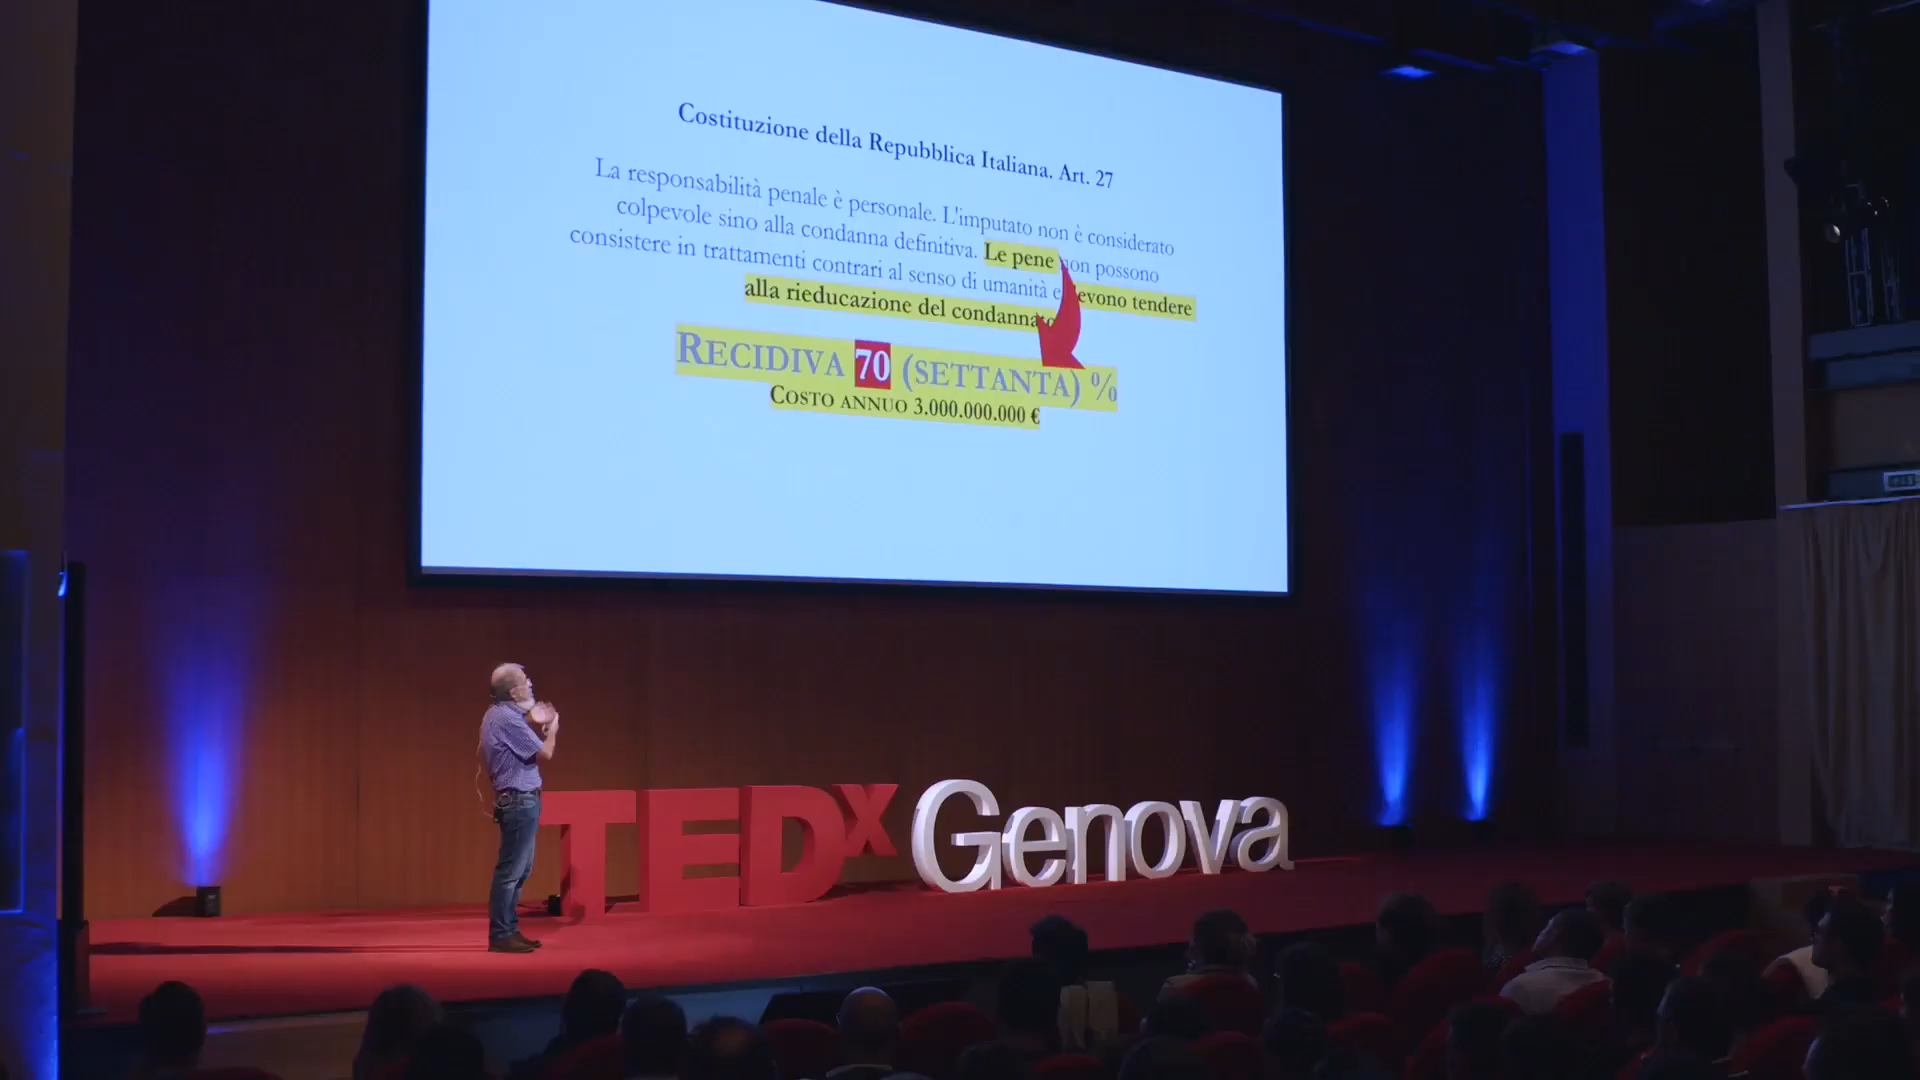 Costituzione della Repubblica Italiana. Art. 27
La responsabilità penale è personale. L'imputato non è considerato
colpevole sino alla condanna definitiva. Le pene non possono
consistere in trattamenti contrari al senso di umanità e devono tendere
alla rieducazione del condannato
RECIDIVA 70 (SETTANTA) %
COSTO ANNUO 3.000.000.000 €
TEDx Genova